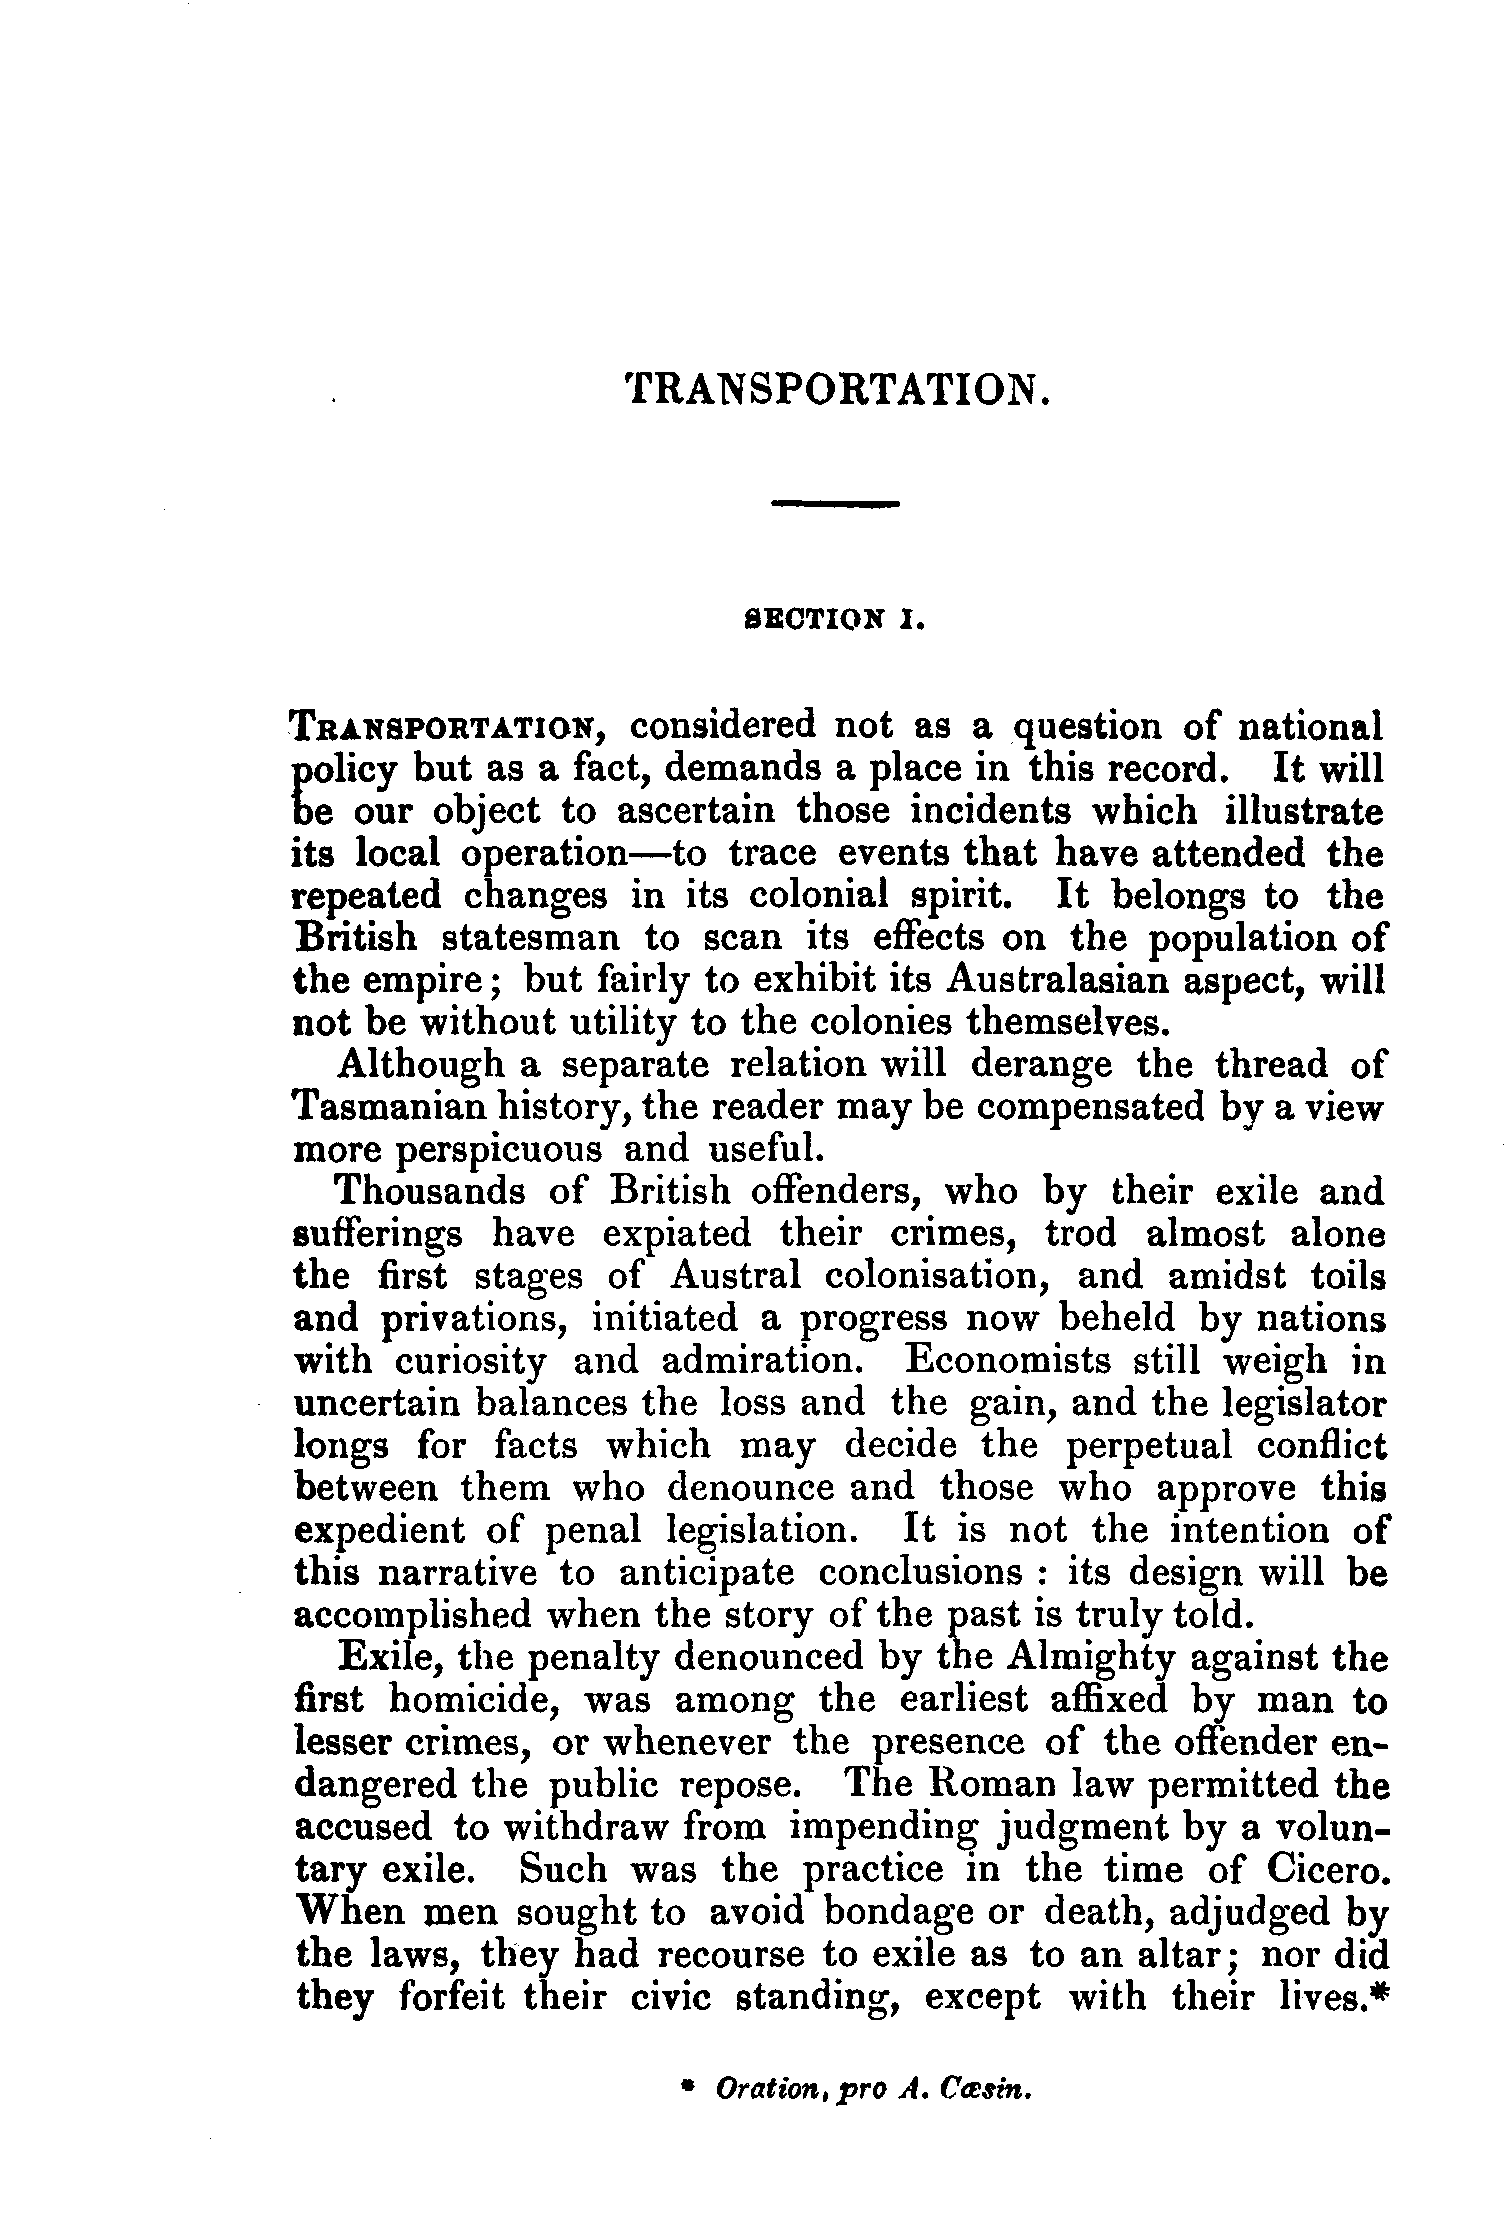 TRANSPORTATION.
SECTION I.
TRANSPORTATION, considered not as a question of national
policy but as a fact, demands a place in this record. It will
be our object to ascertain those incidents which illustrate
its local operation—to trace events that have attended the
repeated changes in its colonial spirit. It belongs to the
British statesman to scan its effects on the population of
the empire; but fairly to exhibit its Australasian aspect, will
not be without utility to the colonies themselves.
Although a separate relation will derange the thread of
Tasmanian history, the reader may be compensated by a view
more perspicuous and useful.
Thousands of British offenders, who by their exile and
sufferings have expiated their crimes, trod almost alone
the first stages of Austral colonisation, and amidst toils
and privations, initiated a progress now beheld by nations
with curiosity and admiration. Economists still weigh in
uncertain balances the loss and the gain, and the legislator
longs for facts which may decide the perpetual conflict
between them who denounce and those who approve this
expedient of penal legislation. It is not the intention of
this narrative to anticipate conclusions : its design will be
accomplished when the story of the past is truly told.
Exile, the penalty denounced by the Almighty against the
first homicide, was among the earliest affixed by man to
lesser crimes, or whenever the presence of the offender en-
dangered the public repose. The Roman law permitted the
accused to withdraw from impending judgment by a volun-
tary exile. Such was the practice in the time of Cicero.
When men sought to avoid bondage or death, adjudged by
the laws, they had recourse to exile as to an altar; nor did
they forfeit their civic standing, except with their lives.*
* Oration, pro A. Cæsin.